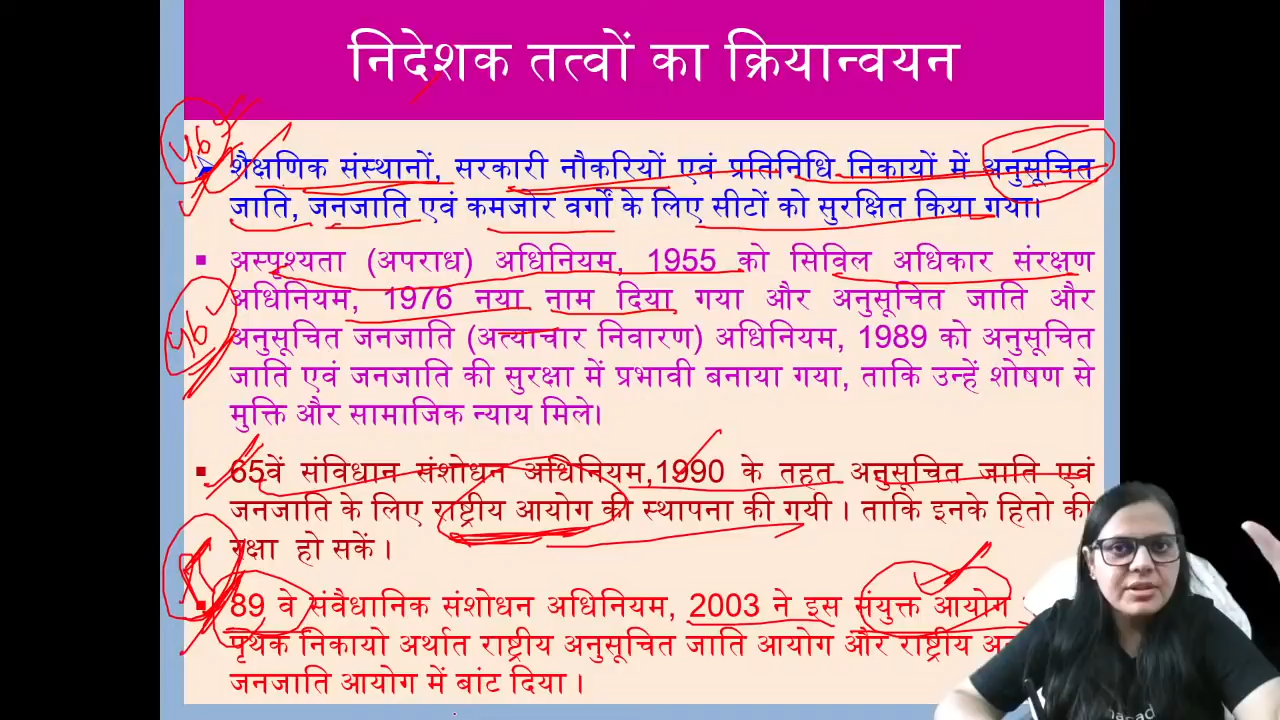 निदेशक तत्वों का क्रियान्वयन
शैक्षणिक संस्थानों, सरकारी नौकरियों एवं प्रतिनिधि निकायों में अनुसूचित
जाति, जनजाति एवं कमजोर वर्गों के लिए सीटों को सुरक्षित किया गया।
46
अस्पृश्यता (अपराध) अधिनियम, 1955 को सिविल अधिकार संरक्षण
अधिनियम, 1976 नया नाम दिया गया और अनुसूचित जाति और
अनुसूचित जनजाति (अत्याचार निवारण) अधिनियम, 1989 को अनुसूचित
जाति एवं जनजाति की सुरक्षा में प्रभावी बनाया गया, ताकि उन्हें शोषण से
मुक्ति और सामाजिक न्याय मिले।
46
65वें संविधान संशोधन अधिनियम,1990 के तहत अनुसूचित जाति एवं
जनजाति के लिए राष्ट्रीय आयोग की स्थापना की गयी । ताकि इनके हितो की
रक्षा हो सकें ।
89 वे संवैधानिक संशोधन अधिनियम, 2003 ने इस संयुक्त आयोग
पृथक निकायो अर्थात राष्ट्रीय अनुसूचित जाति आयोग और राष्ट्रीय
जनजाति आयोग में बांट दिया ।